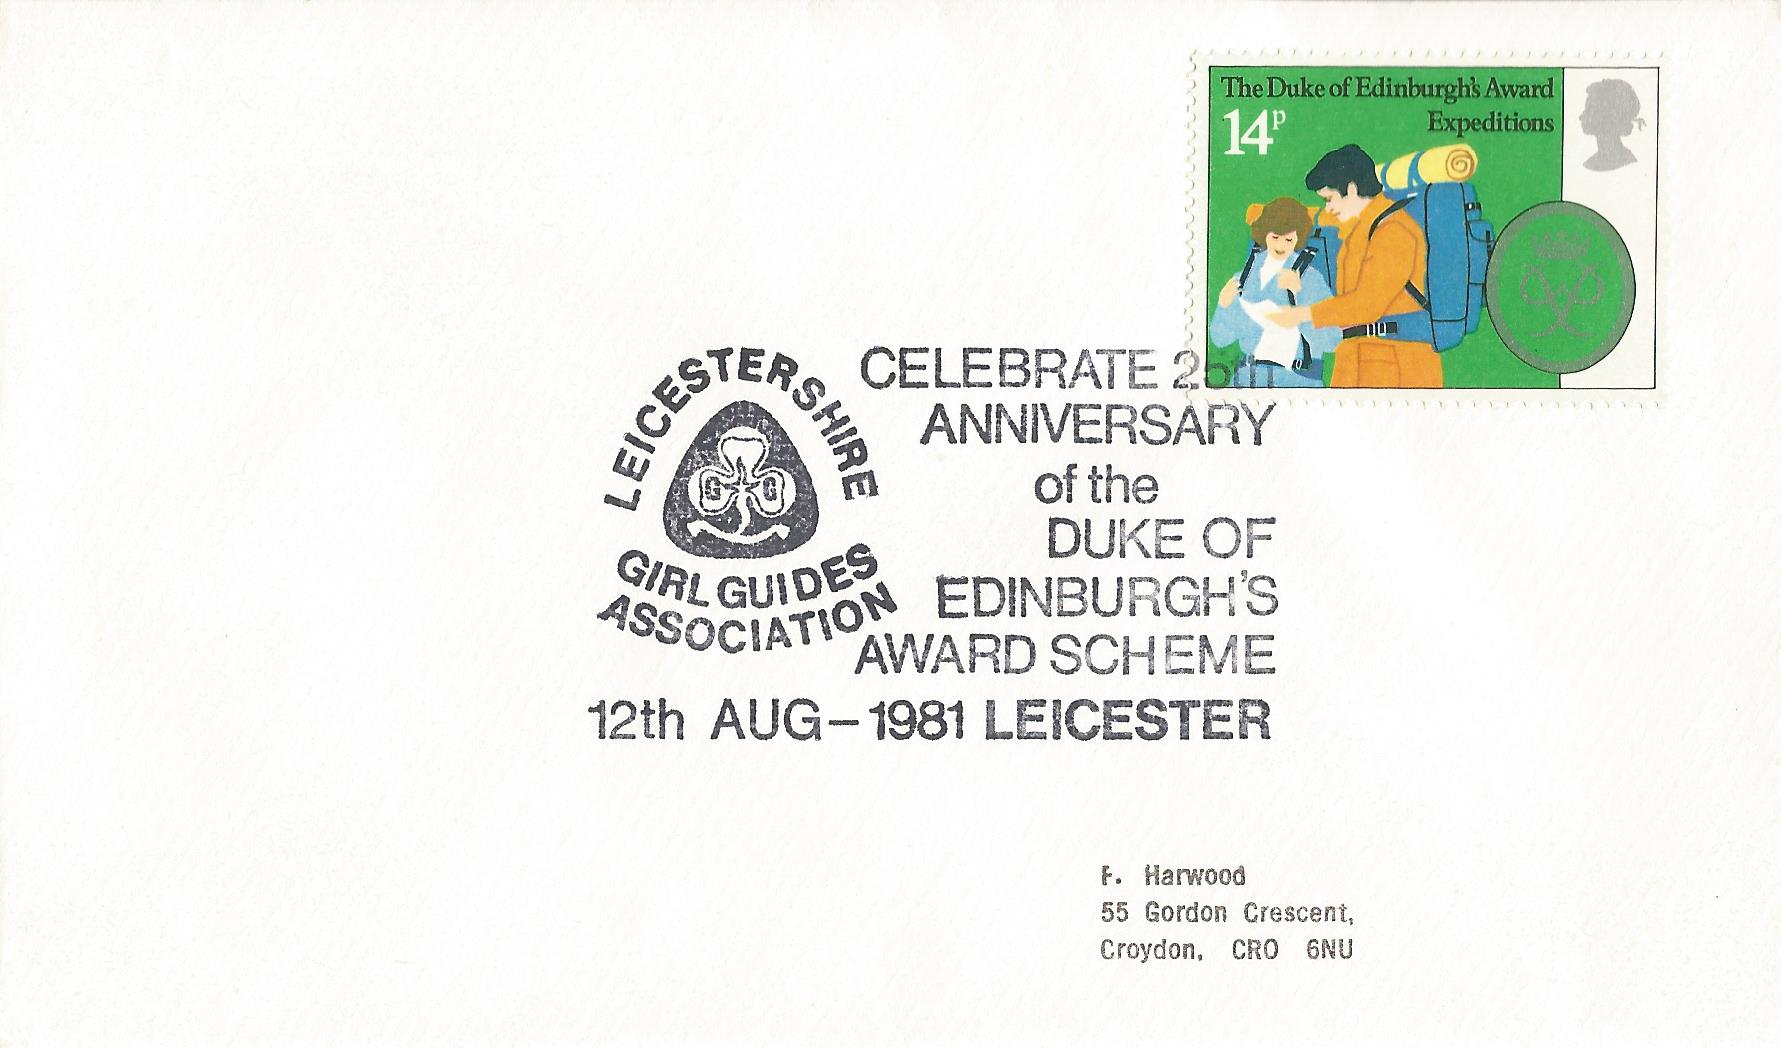 The Duke of Edinburgh's Award
Expeditions
14p
LEICESTERSHIRE
G G
GIRL GUIDES
ASSOCIATION
CELEBRATE 25th
ANNIVERSARY
of the
DUKE OF
EDINBURGH'S
AWARD SCHEME
12th AUG-1981 LEICESTER
F. Harwood
55 Gordon Crescent,
Croydon, CRO 6NU